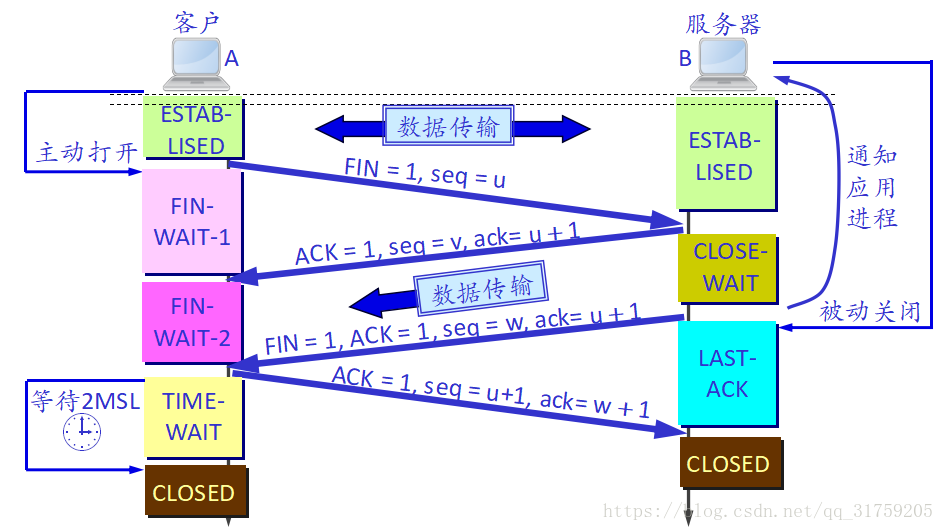 客户
服务器
A
B
ESTAB-
LISED
数据传输
ESTAB-
LISED
主动打开
FIN = 1, seq = u
通知
应用
进程
FIN-
WAIT-1
ACK = 1, seq = v, ack= u + 1
CLOSE-
WAIT
FIN-
WAIT-2
数据传输
被动关闭
FIN = 1, ACK = 1, seq = w, ack= u + 1
LAST-
ACK
等待2MSL
TIME-
WAIT
ACK = 1, seq = u+1, ack= w + 1
CLOSED
CLOSED
https://blog.csdn.net/qq_31759205